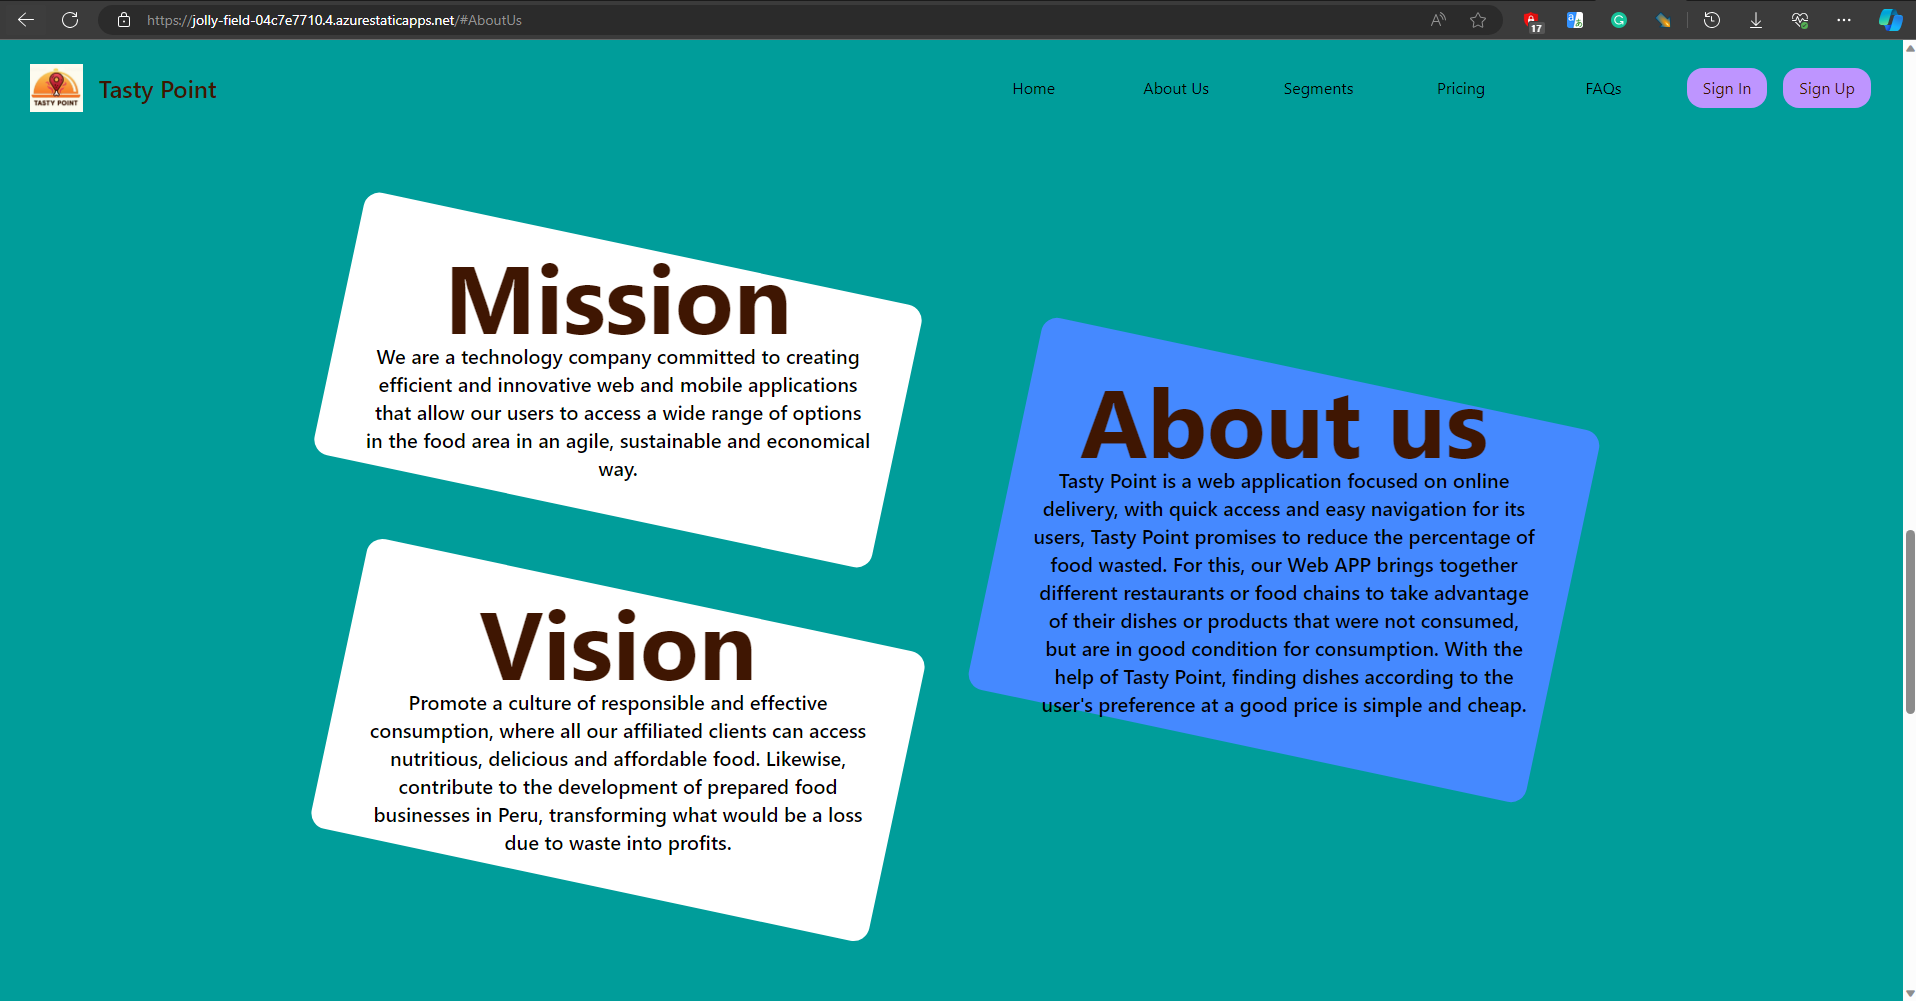 https://jolly-field-04c7e7710.4.azurestaticapps.net/#AboutUs
17
TASTY POINT
Tasty Point
Home
About Us
Segments
Pricing
FAQs
Sign In
Sign Up
Mission
We are a technology company committed to creating
efficient and innovative web and mobile applications
that allow our users to access a wide range of options
in the food area in an agile, sustainable and economical
way.
Vision
Promote a culture of responsible and effective
consumption, where all our affiliated clients can access
nutritious, delicious and affordable food. Likewise,
contribute to the development of prepared food
businesses in Peru, transforming what would be a loss
due to waste into profits.
About us
Tasty Point is a web application focused on online
delivery, with quick access and easy navigation for its
users, Tasty Point promises to reduce the percentage of
food wasted. For this, our Web APP brings together
different restaurants or food chains to take advantage
of their dishes or products that were not consumed,
but are in good condition for consumption. With the
help of Tasty Point, finding dishes according to the
user's preference at a good price is simple and cheap.